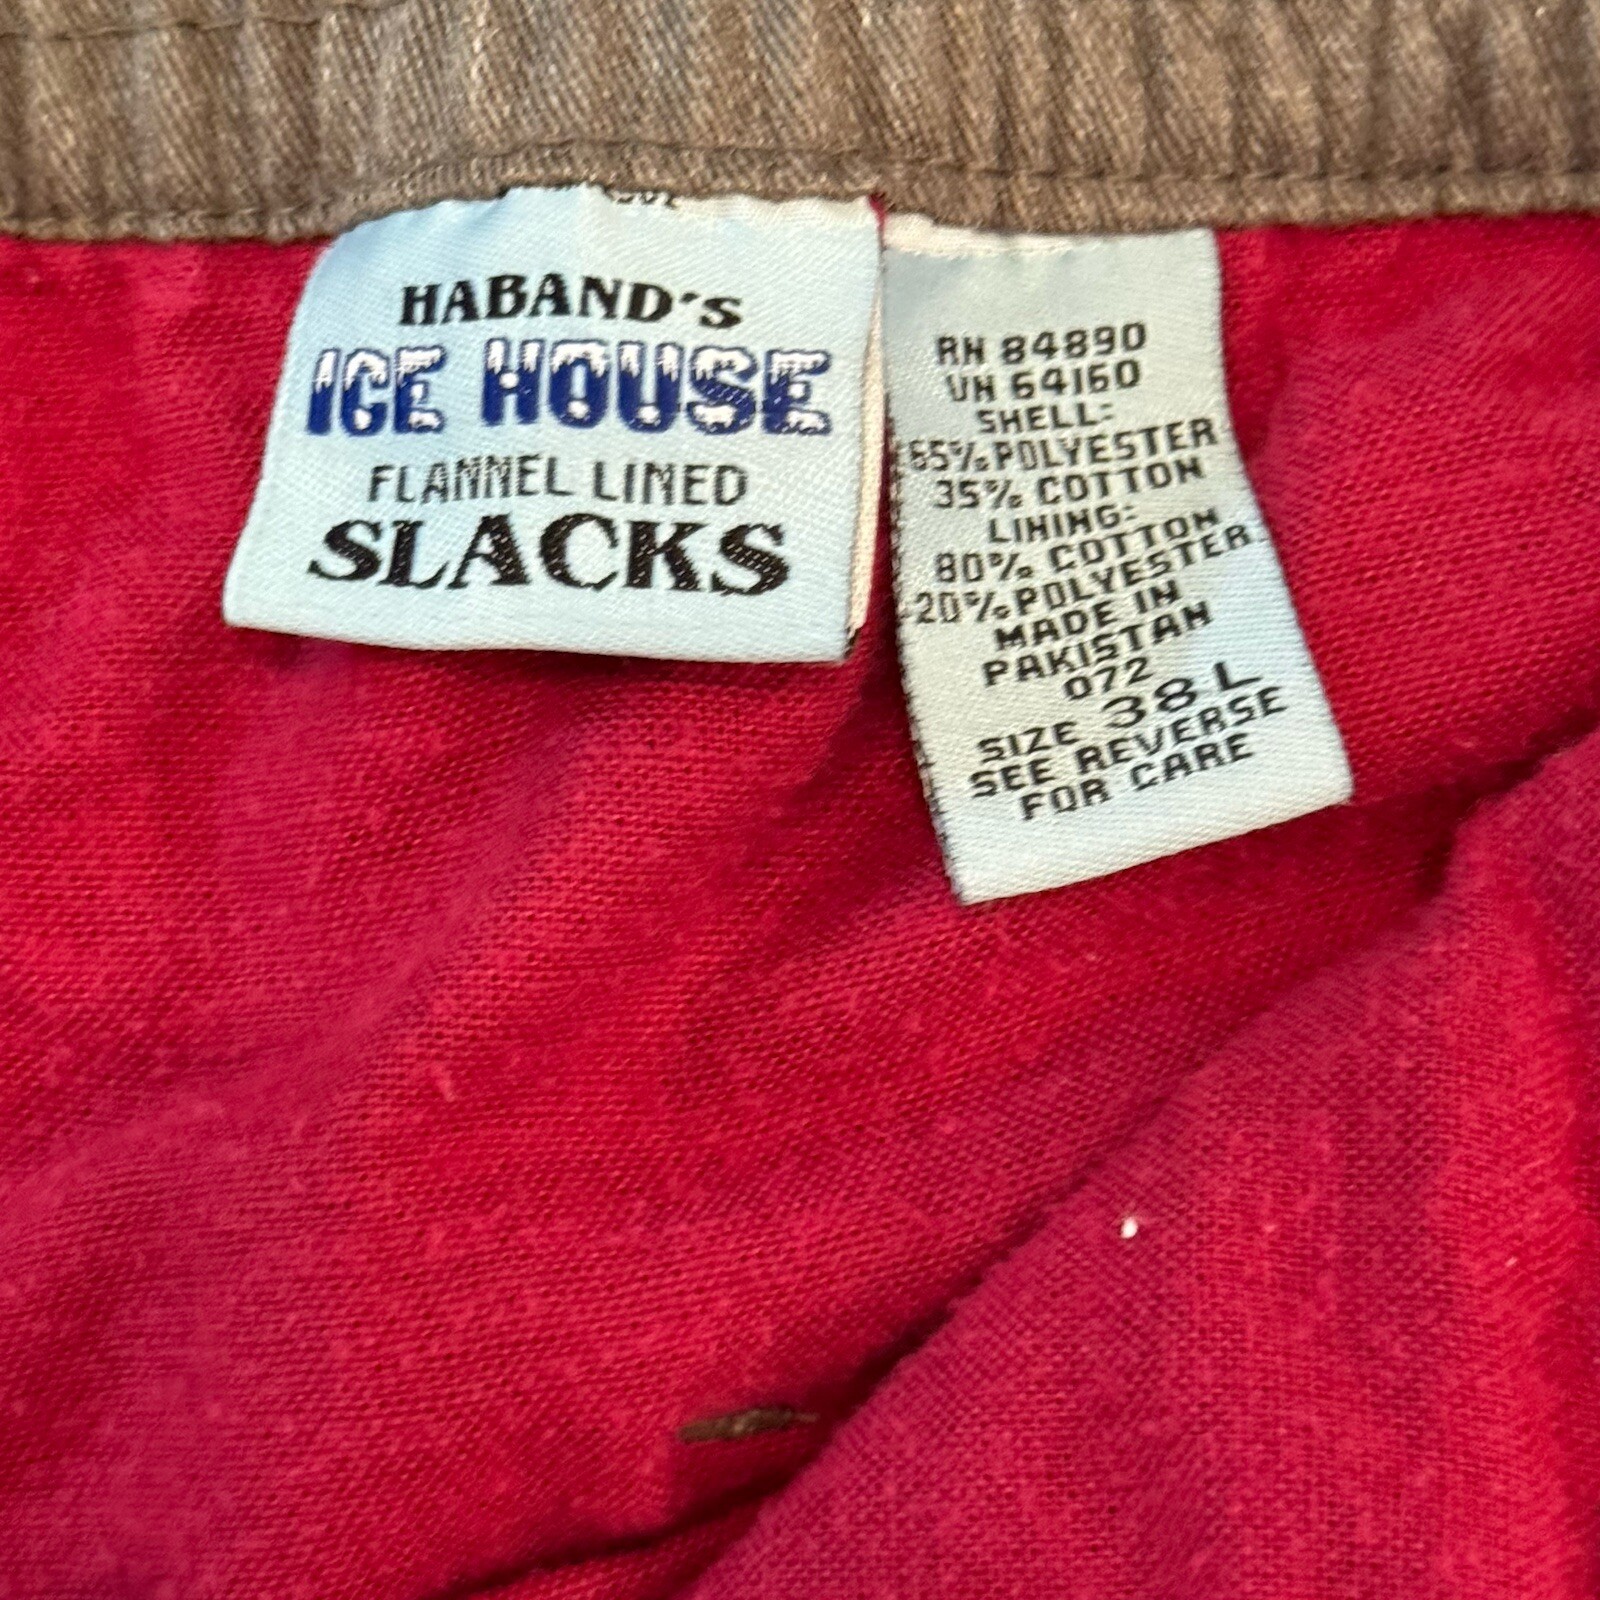 HABAND'S
ICE HOUSE
FLANNEL LINED
SLACKS
RN 84890
VN 64160
SHELL:
65% POLYESTER
35% COTTON
LINING:
80% COTTON
20% POLYESTER
MADE IN
PAKISTAN
072
SIZE 38 L
SEE REVERSE
FOR CARE